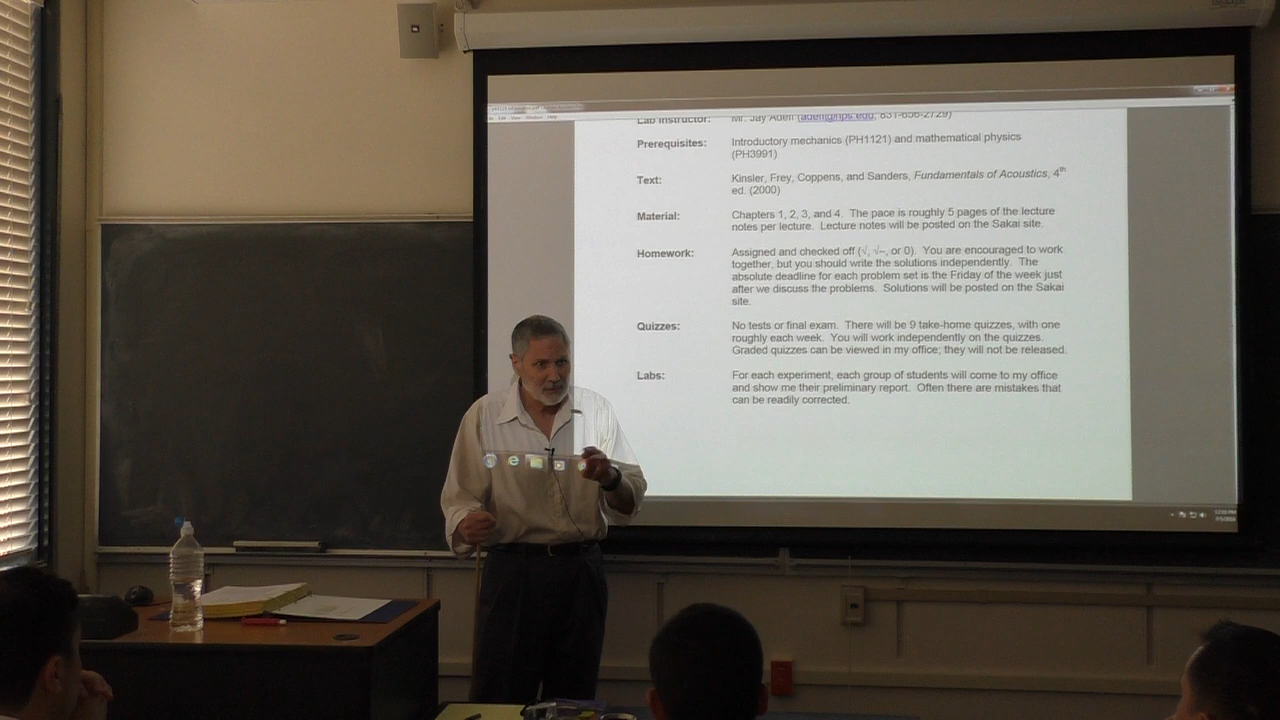 Lab Instructor: Mr. Jay Adeff (adeff@nps.edu, 831-656-2729)
Prerequisites: Introductory mechanics (PH1121) and mathematical physics
(PH3991)
Text: Kinsler, Frey, Coppens, and Sanders, Fundamentals of Acoustics, 4th
ed. (2000)
Material: Chapters 1, 2, 3, and 4. The pace is roughly 5 pages of the lecture
notes per lecture. Lecture notes will be posted on the Sakai site.
Homework: Assigned and checked off (√, √–, or 0). You are encouraged to work
together, but you should write the solutions independently. The
absolute deadline for each problem set is the Friday of the week just
after we discuss the problems. Solutions will be posted on the Sakai
site.
Quizzes: No tests or final exam. There will be 9 take-home quizzes, with one
roughly each week. You will work independently on the quizzes.
Graded quizzes can be viewed in my office; they will not be released.
Labs: For each experiment, each group of students will come to my office
and show me their preliminary report. Often there are mistakes that
can be readily corrected.